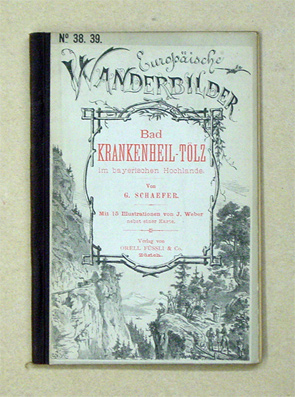 No. 38. 39.
Europäische
WANDERBILDER
Bad
KRANKENHEIL-TÖLZ
im bayerischen Hochlande.
Von
G. SCHAEFER.
Mit 15 Illustrationen von J. Weber
nebst einer Karte.
Verlag von
ORELL FÜSSLI & Co.
Zürich.